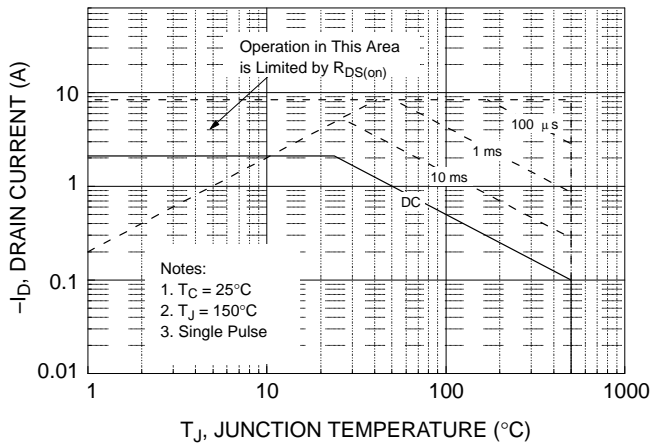 Operation in This Area
is Limited by RDS(on)
100 μs
1 ms
10 ms
DC
Notes:
1. TC = 25°C
2. TJ = 150°C
3. Single Pulse
–ID, DRAIN CURRENT (A)
100
10
1
0.1
0.01
1
10
100
1000
TJ, JUNCTION TEMPERATURE (°C)